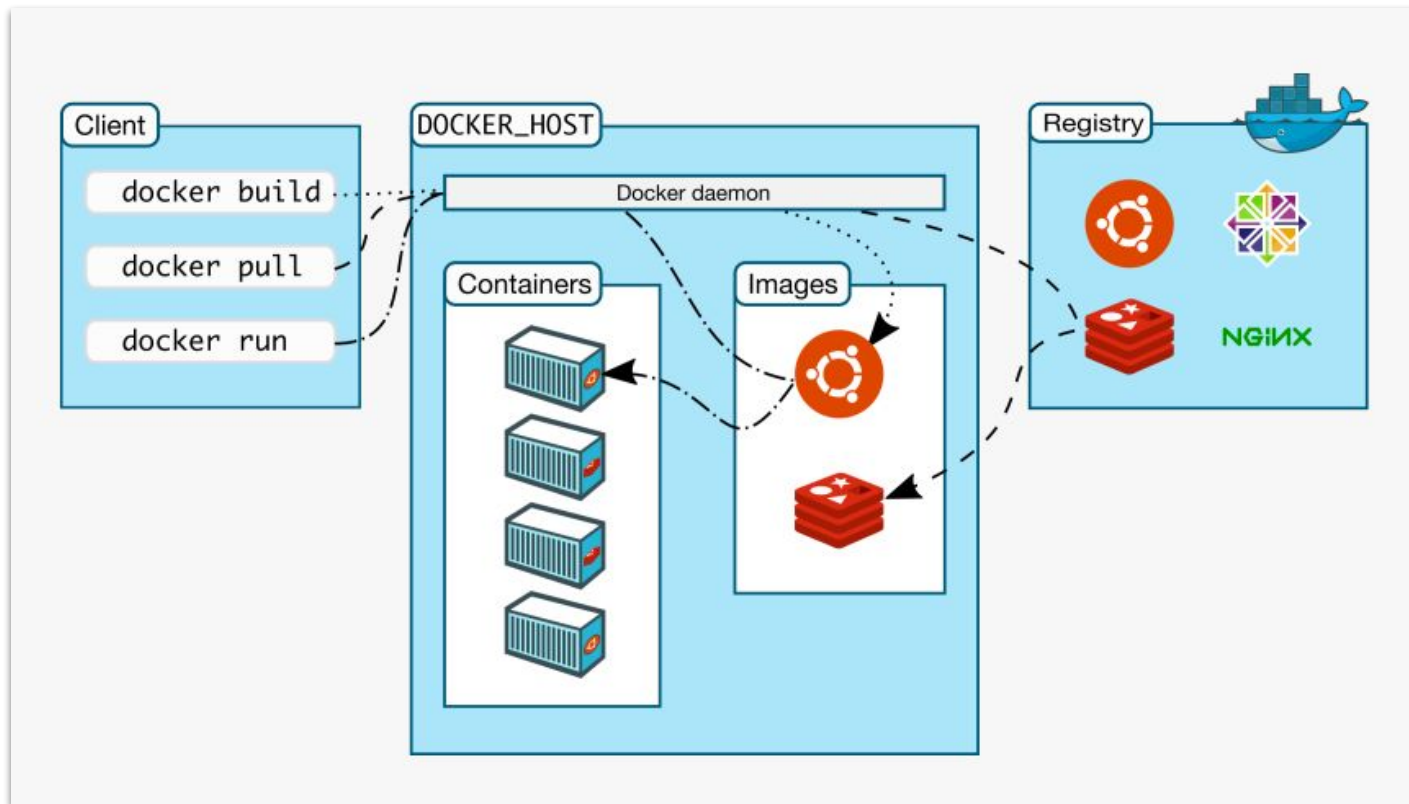 Client
docker build
docker pull
docker run
DOCKER_HOST
Docker daemon
Containers
Images
Registry
NGINX